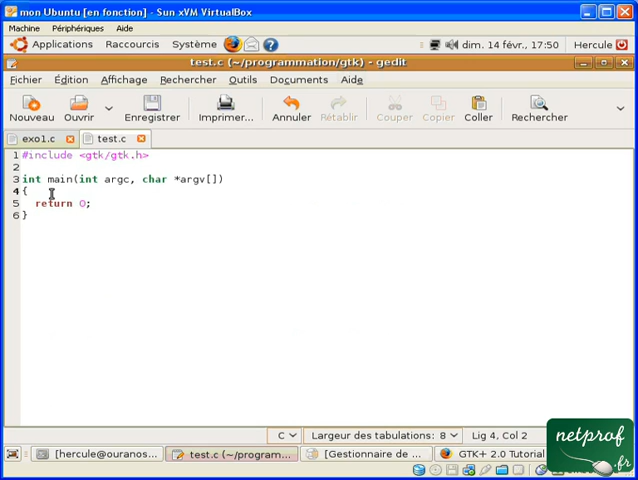 mon Ubuntu [en fonction] - Sun xVM VirtualBox
Machine Périphériques Aide
Applications Raccourcis Système dim. 14 févr., 17:50 Hercule
test.c (~/programmation/gtk) - gedit
Fichier Édition Affichage Rechercher Outils Documents Aide
Nouveau Ouvrir Enregistrer Imprimer... Annuler Rétablir Couper Copier Coller Rechercher
exo1.c test.c
1 #include <gtk/gtk.h>
2
3 int main(int argc, char *argv[])
4 {
5 return 0;
6 }
C Largeur des tabulations: 8 Lig 4, Col 2
netprof
.fr
[hercule@ouranos... test.c (~/program... [Gestionnaire de GTK+ 2.0 Tutorial